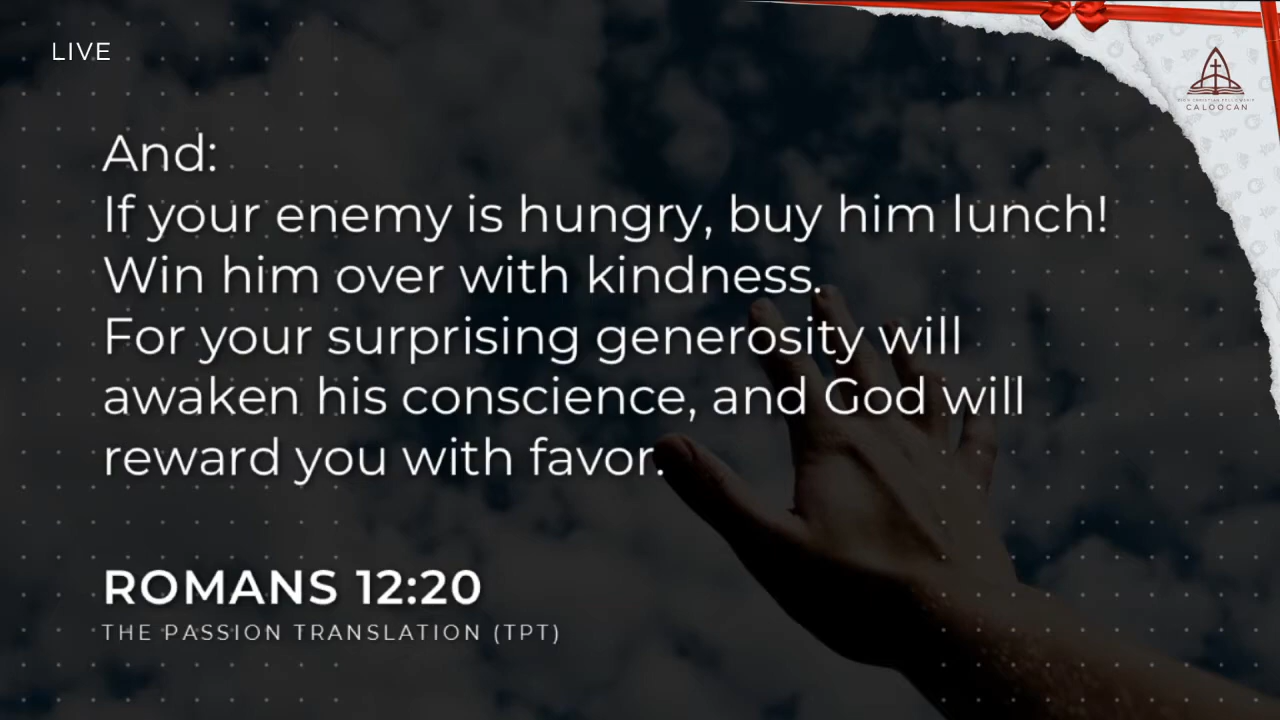 LIVE
CALOOCAN
And:
If your enemy is hungry, buy him lunch!
Win him over with kindness.
For your surprising generosity will
awaken his conscience, and God will
reward you with favor.
ROMANS 12:20
THE PASSION TRANSLATION (TPT)